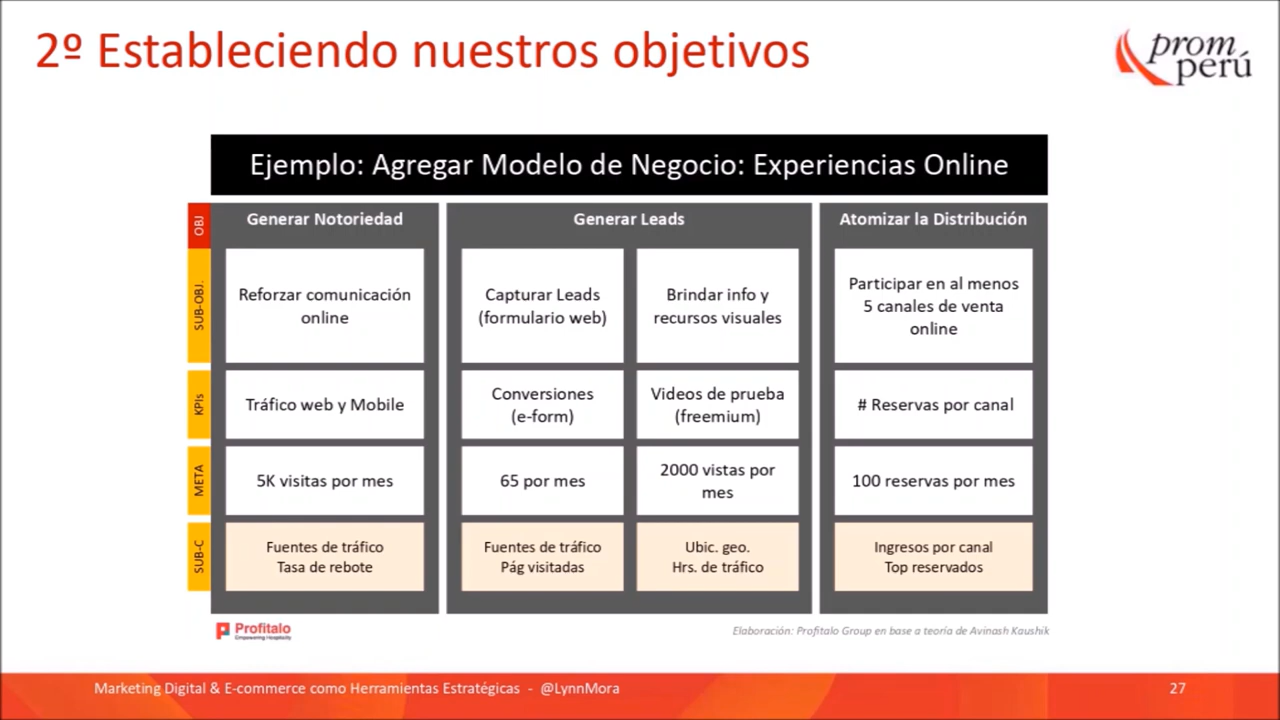 2º Estableciendo nuestros objetivos
prom
perú
Ejemplo: Agregar Modelo de Negocio: Experiencias Online
OBJ
Generar Notoriedad
Generar Leads
Atomizar la Distribución
SUB-OBJ.
Reforzar comunicación
online
Capturar Leads
(formulario web)
Brindar info y
recursos visuales
Participar en al menos
5 canales de venta
online
KPIs
Tráfico web y Mobile
Conversiones
(e-form)
Videos de prueba
(freemium)
# Reservas por canal
META
5K visitas por mes
65 por mes
2000 vistas por
mes
100 reservas por mes
SUB-C
Fuentes de tráfico
Tasa de rebote
Fuentes de tráfico
Pág visitadas
Ubic. geo.
Hrs. de tráfico
Ingresos por canal
Top reservados
Profitalo
Empowering Hospitality
Elaboración: Profitalo Group en base a teoría de Avinash Kaushik
Marketing Digital & E-commerce como Herramientas Estratégicas - @LynnMora
27